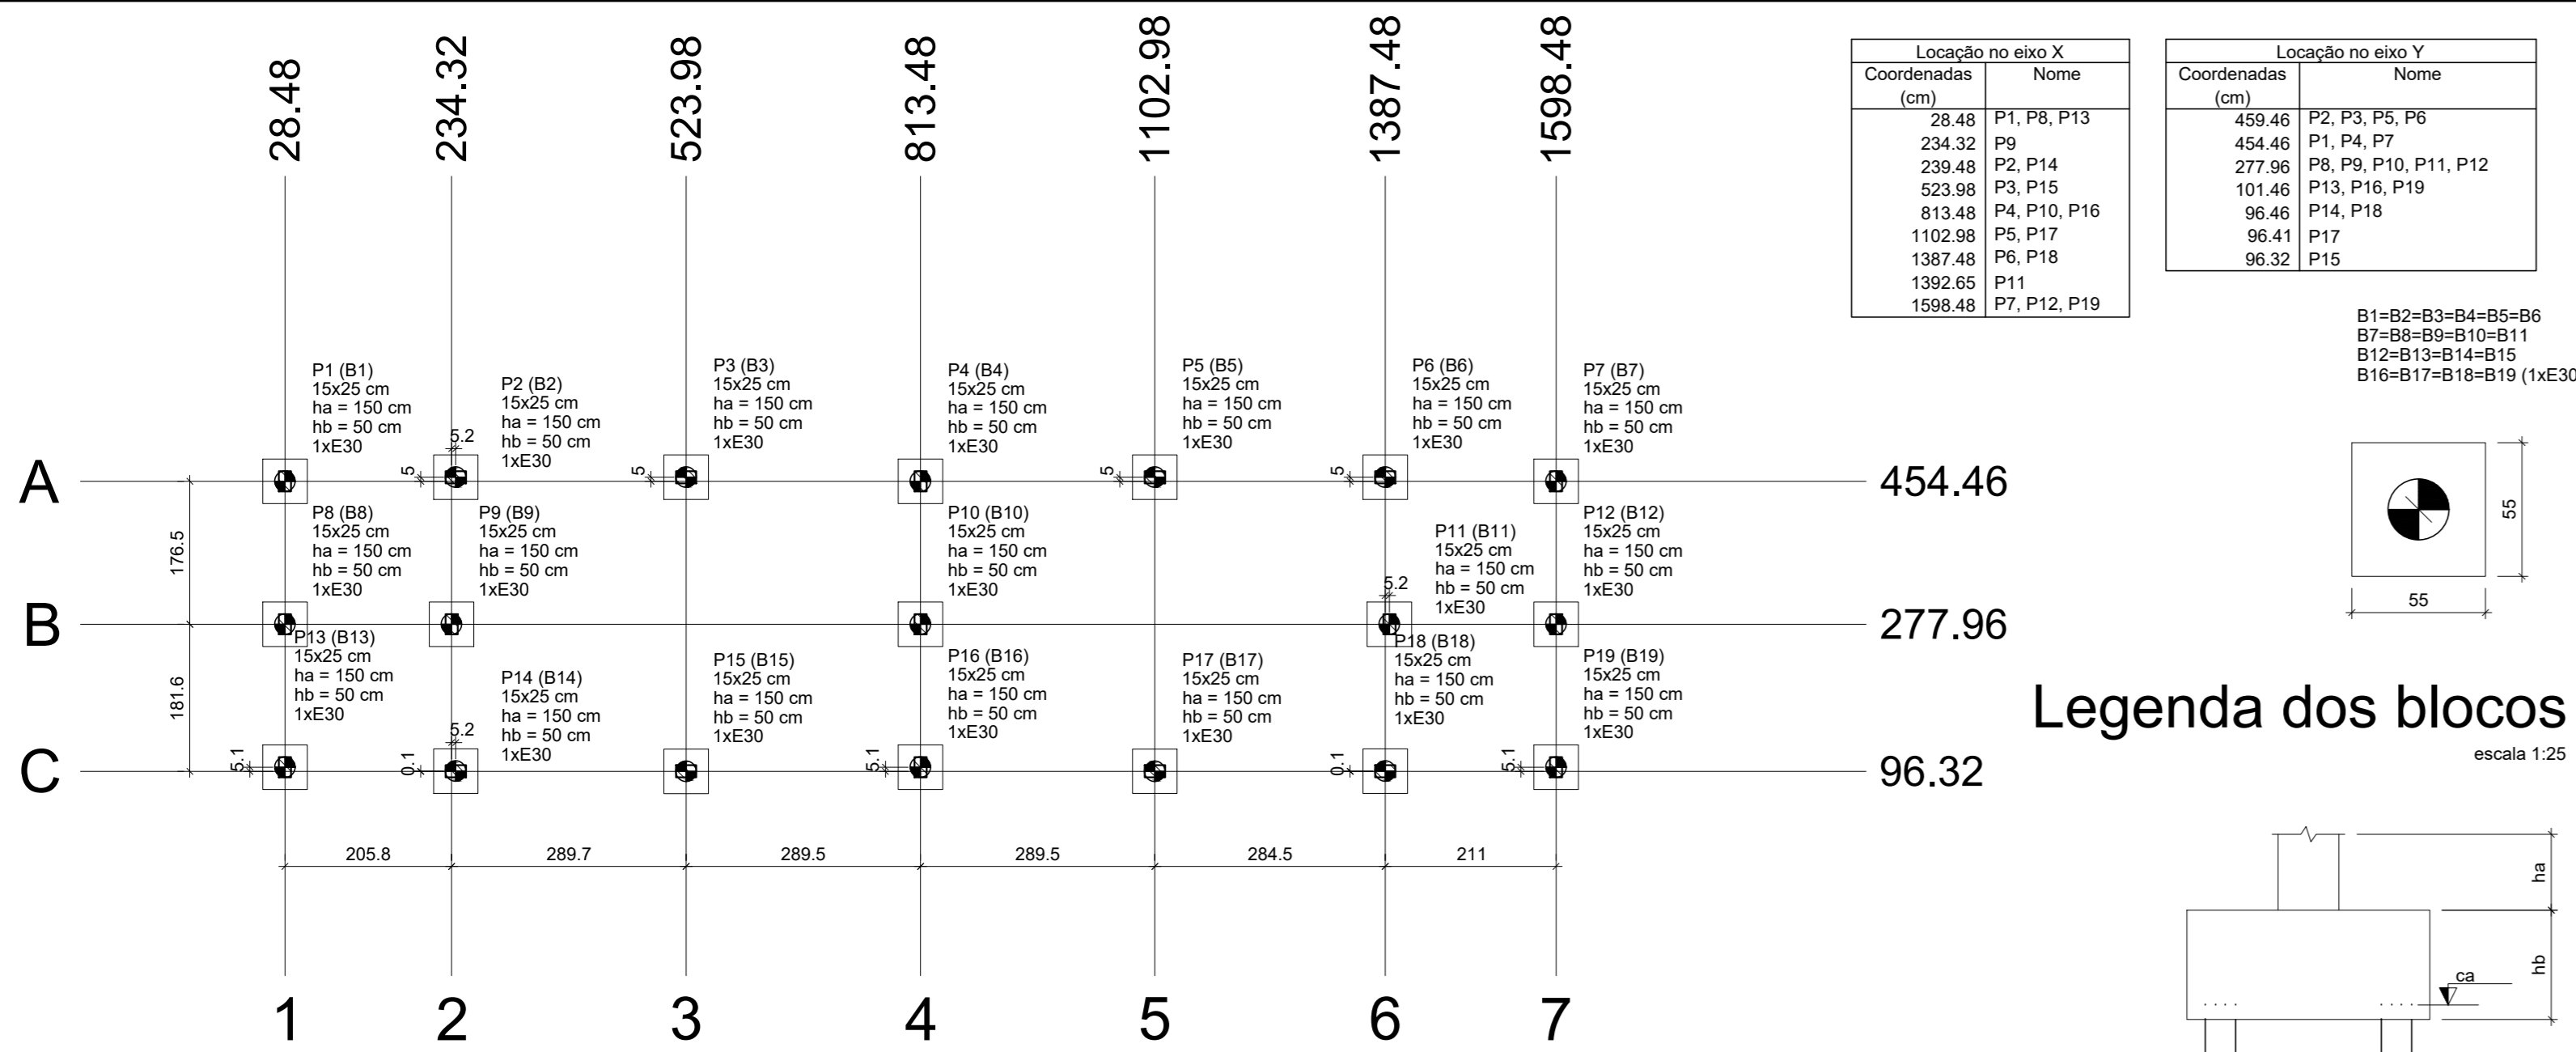 28.48
234.32
523.98
813.48
1102.98
1387.48
1598.48
Locação no eixo X
Coordenadas (cm) Nome
28.48 P1, P8, P13
234.32 P9
239.48 P2, P14
523.98 P3, P15
813.48 P4, P10, P16
1102.98 P5, P17
1387.48 P6, P18
1392.65 P11
1598.48 P7, P12, P19
Locação no eixo Y
Coordenadas (cm) Nome
459.46 P2, P3, P5, P6
454.46 P1, P4, P7
277.96 P8, P9, P10, P11, P12
101.46 P13, P16, P19
96.46 P14, P18
96.41 P17
96.32 P15
B1=B2=B3=B4=B5=B6
B7=B8=B9=B10=B11
B12=B13=B14=B15
B16=B17=B18=B19 (1xE30
P1 (B1)
15x25 cm
ha = 150 cm
hb = 50 cm
1xE30
P2 (B2)
15x25 cm
ha = 150 cm
hb = 50 cm
1xE30
P3 (B3)
15x25 cm
ha = 150 cm
hb = 50 cm
1xE30
P4 (B4)
15x25 cm
ha = 150 cm
hb = 50 cm
1xE30
P5 (B5)
15x25 cm
ha = 150 cm
hb = 50 cm
1xE30
P6 (B6)
15x25 cm
ha = 150 cm
hb = 50 cm
1xE30
P7 (B7)
15x25 cm
ha = 150 cm
hb = 50 cm
1xE30
5.2
5
5
5
5
A
454.46
176.5
P8 (B8)
15x25 cm
ha = 150 cm
hb = 50 cm
1xE30
P9 (B9)
15x25 cm
ha = 150 cm
hb = 50 cm
1xE30
P10 (B10)
15x25 cm
ha = 150 cm
hb = 50 cm
1xE30
P11 (B11)
15x25 cm
ha = 150 cm
hb = 50 cm
1xE30
P12 (B12)
15x25 cm
ha = 150 cm
hb = 50 cm
1xE30
5.2
B
277.96
181.6
P13 (B13)
15x25 cm
ha = 150 cm
hb = 50 cm
1xE30
P14 (B14)
15x25 cm
ha = 150 cm
hb = 50 cm
1xE30
P15 (B15)
15x25 cm
ha = 150 cm
hb = 50 cm
1xE30
P16 (B16)
15x25 cm
ha = 150 cm
hb = 50 cm
1xE30
P17 (B17)
15x25 cm
ha = 150 cm
hb = 50 cm
1xE30
P18 (B18)
15x25 cm
ha = 150 cm
hb = 50 cm
1xE30
P19 (B19)
15x25 cm
ha = 150 cm
hb = 50 cm
1xE30
5.2
5.1
0.1
5.1
0.1
5.1
C
96.32
205.8
289.7
289.5
289.5
284.5
211
1
2
3
4
5
6
7
55
55
Legenda dos blocos
escala 1:25
ha
hb
ca